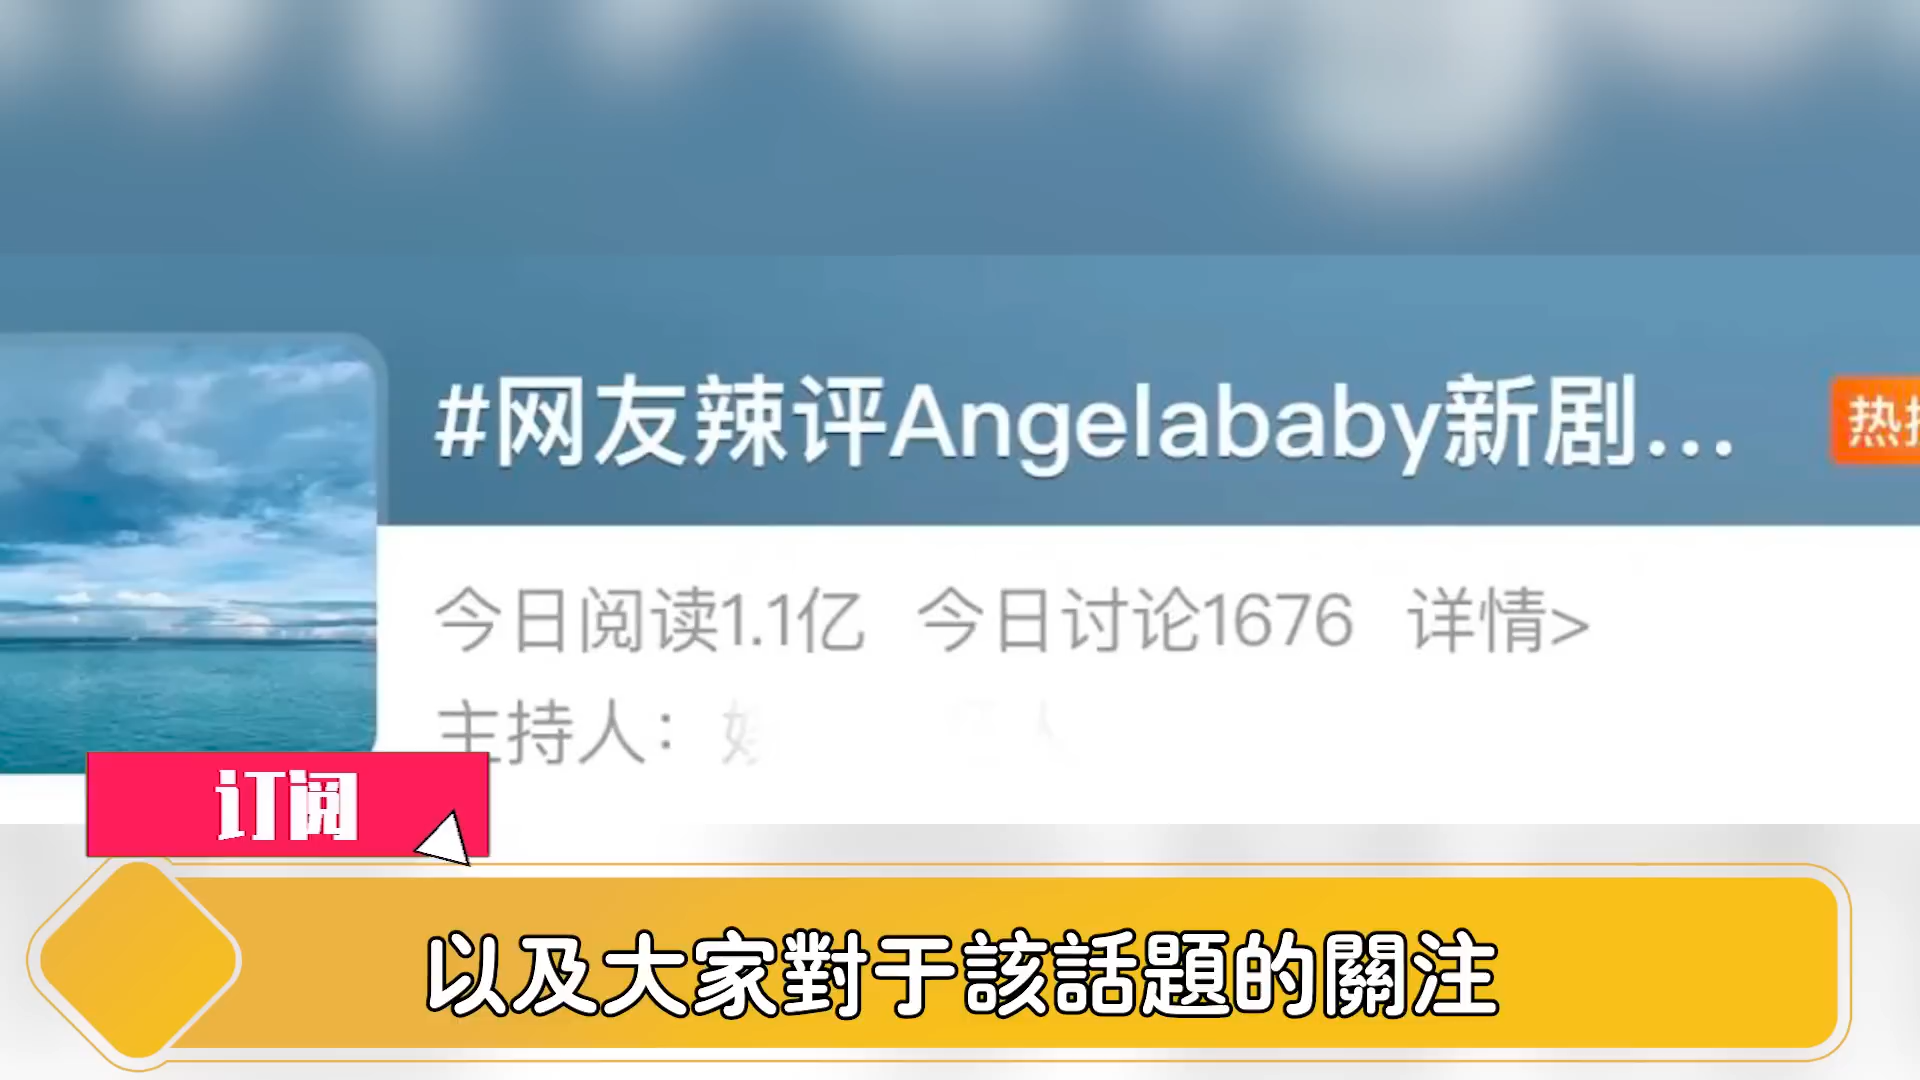 #网友辣评Angelababy新剧...
热
今日阅读1.1亿 今日讨论1676 详情>
主持人：
订阅
以及大家對于該話題的關注